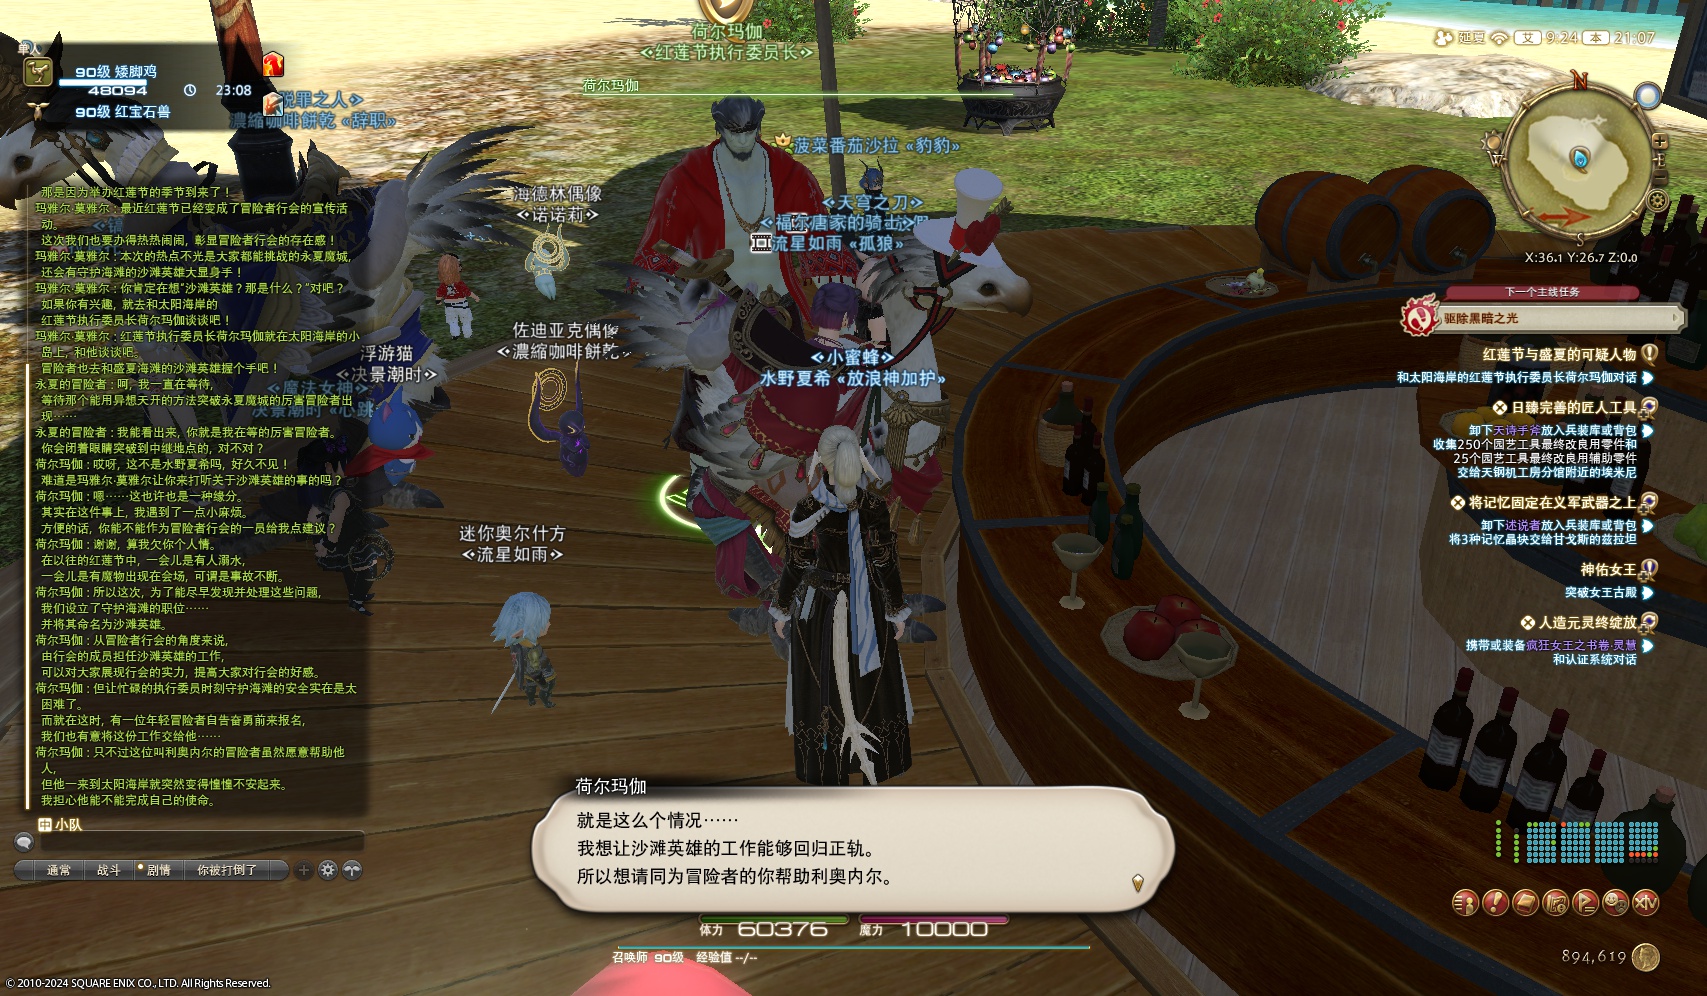 单人
90级 矮脚鸡
48094
23:08
90级 红宝石兽
脱罪之人
濃縮咖啡餅乾 «辞职»
荷尔玛伽
<红莲节执行委员长>
荷尔玛伽
菠菜番茄沙拉 «豹豹»
海德林偶像
<诺诺莉>
<天穹之刀>
流星如雨 «孤狼»
佐迪亚克偶像
<濃縮咖啡餅乾>
<小蜜蜂>
水野夏希 «放浪神加护»
浮游猫
<决景潮时>
<魔法女神>
决景潮时 «心跳»
迷你奥尔什方
<流星如雨>
延夏 艾 9:24 本 21:07
N
W
E
S
X:36.1 Y:26.7 Z:0.0
下一个主线任务
驱除黑暗之光
红莲节与盛夏的可疑人物
和太阳海岸的红莲节执行委员长荷尔玛伽对话
日臻完善的匠人工具
卸下天诗手斧放入兵装库或背包
收集250个园艺工具最终改良用零件和
25个园艺工具最终改良用辅助零件
交给天钢机工房分馆附近的埃米尼
将记忆固定在义军武器之上
卸下述说者放入兵装库或背包
将3种记忆晶块交给甘戈斯的兹拉坦
神佑女王
突破女王古殿
人造元灵终绽放
携带或装备疯狂女王之书卷·灵慧
和认证系统对话
那是因为举办红莲节的季节到来了！
玛雅尔·莫雅尔：最近红莲节已经变成了冒险者行会的宣传活
动。
这次我们也要办得热热闹闹，彰显冒险者行会的存在感！
玛雅尔·莫雅尔：本次的热点不光是大家都能挑战的永夏魔城，
还会有守护海滩的沙滩英雄大显身手！
玛雅尔·莫雅尔：你肯定在想“沙滩英雄？那是什么？”对吧？
如果你有兴趣，就去和太阳海岸的
红莲节执行委员长荷尔玛伽谈谈吧！
玛雅尔·莫雅尔：红莲节执行委员长荷尔玛伽就在太阳海岸的小
岛上，和他谈谈吧。
冒险者也去和盛夏海滩的沙滩英雄握个手吧！
永夏的冒险者：呵，我一直在等待，
等待那个能用异想天开的方法突破永夏魔城的厉害冒险者出
现……
永夏的冒险者：我能看出来，你就是我在等的厉害冒险者。
你会闭着眼睛突破到中继地点的，对不对？
荷尔玛伽：哎呀，这不是水野夏希吗，好久不见！
难道是玛雅尔·莫雅尔让你来打听关于沙滩英雄的事的吗？
荷尔玛伽：嗯……这也许也是一种缘分。
其实在这件事上，我遇到了一点小麻烦。
方便的话，你能不能作为冒险者行会的一员给我点建议？
荷尔玛伽：谢谢，算我欠你个人情。
在以往的红莲节中，一会儿是有人溺水，
一会儿是有魔物出现在会场，可谓是事故不断。
荷尔玛伽：所以这次，为了能尽早发现并处理这些问题，
我们设立了守护海滩的职位……
并将其命名为沙滩英雄。
荷尔玛伽：从冒险者行会的角度来说，
由行会的成员担任沙滩英雄的工作，
可以对大家展现行会的实力，提高大家对行会的好感。
荷尔玛伽：但让忙碌的执行委员时刻守护海滩的安全实在是太
困难了。
而就在这时，有一位年轻冒险者自告奋勇前来报名，
我们也有意将这份工作交给他……
荷尔玛伽：只不过这位叫利奥内尔的冒险者虽然愿意帮助他
人，
但他一来到太阳海岸就突然变得惶惶不安起来。
我担心他能不能完成自己的使命。
小队
通常 战斗 剧情 你被打倒了
荷尔玛伽
就是这么个情况……
我想让沙滩英雄的工作能够回归正轨。
所以想请同为冒险者的你帮助利奥内尔。
体力 60376 魔力 10000
召唤师 90级 经验值 --/--
894,619
© 2010-2024 SQUARE ENIX CO., LTD. All Rights Reserved.